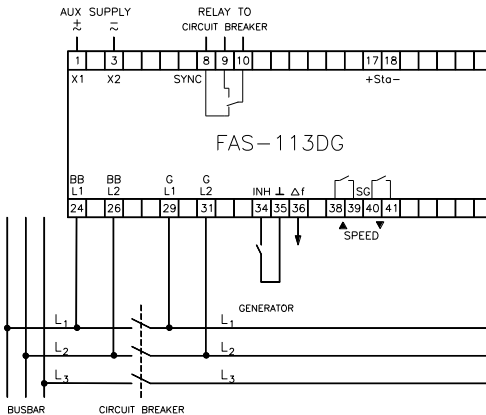 AUX SUPPLY RELAY TO
± ~ CIRCUIT BREAKER
1 3 8 9 10 17 18
X1 X2 SYNC +Sta-
FAS-113DG
BB BB G G
L1 L2 L1 L2 INH ⊥ △f SG
24 26 29 31 34 35 36 38 39 40 41
▲ ▼
SPEED
GENERATOR
L1 L1
L2 L2
L3 L3
BUSBAR CIRCUIT BREAKER